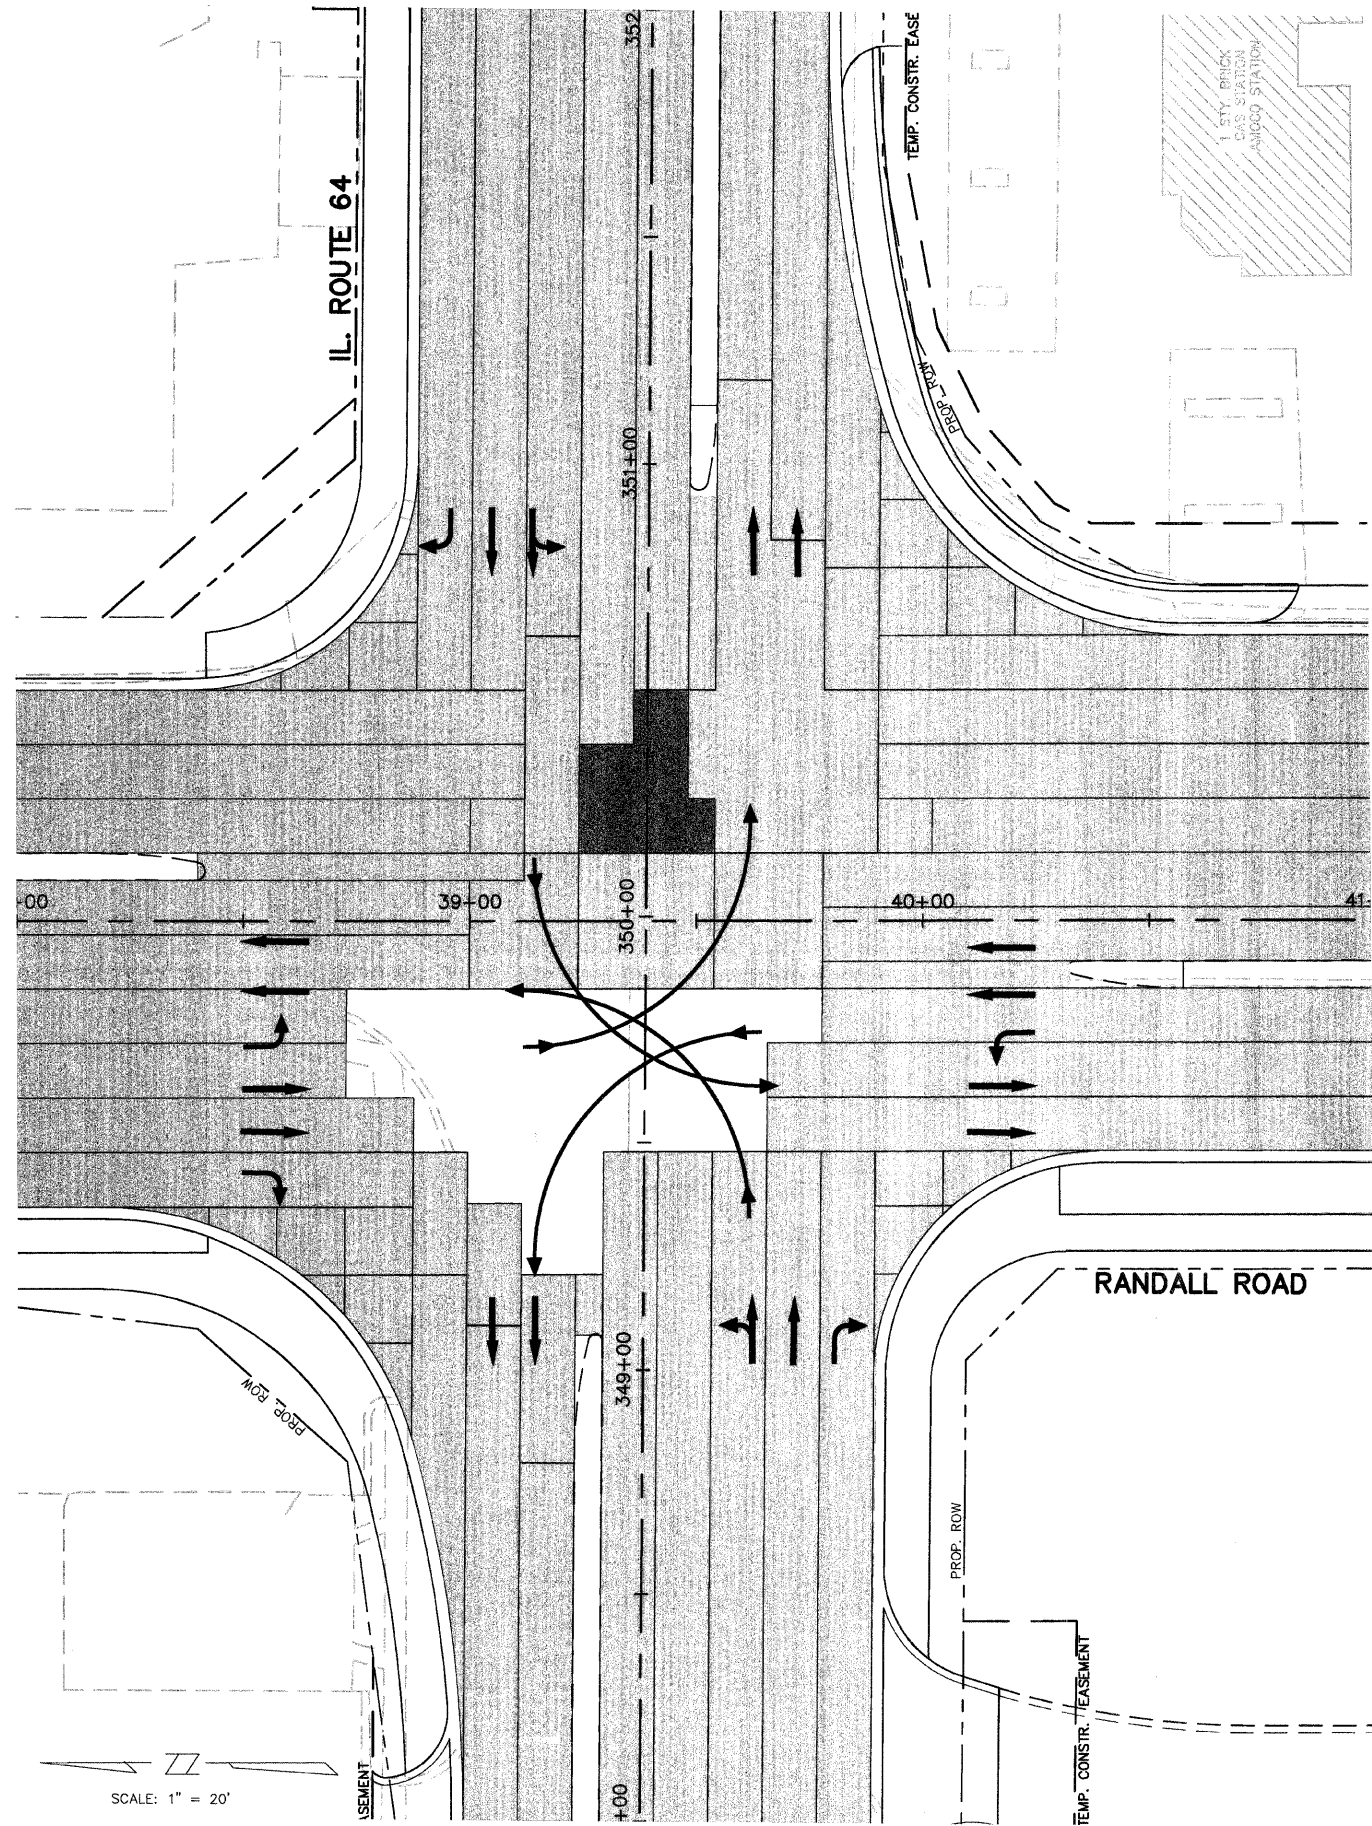 352
TEMP. CONSTR. EASE
1 STY. BRICK
GAS STATION
AMOCO STATION
IL. ROUTE 64
PROP. ROW
351+00
+00
39+00
350+00
40+00
41-
RANDALL ROAD
349+00
PROP. ROW
PROP. ROW
TEMP. CONSTR. EASEMENT
ASEMENT
+00
SCALE: 1" = 20'